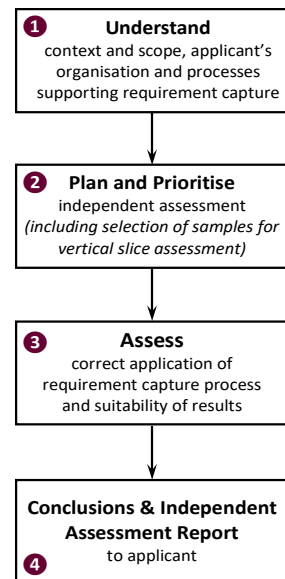 1 Understand
context and scope, applicant's
organisation and processes
supporting requirement capture
2 Plan and Prioritise
independent assessment
(including selection of samples for
vertical slice assessment)
3 Assess
correct application of
requirement capture process
and suitability of results
Conclusions & Independent
Assessment Report
4 to applicant